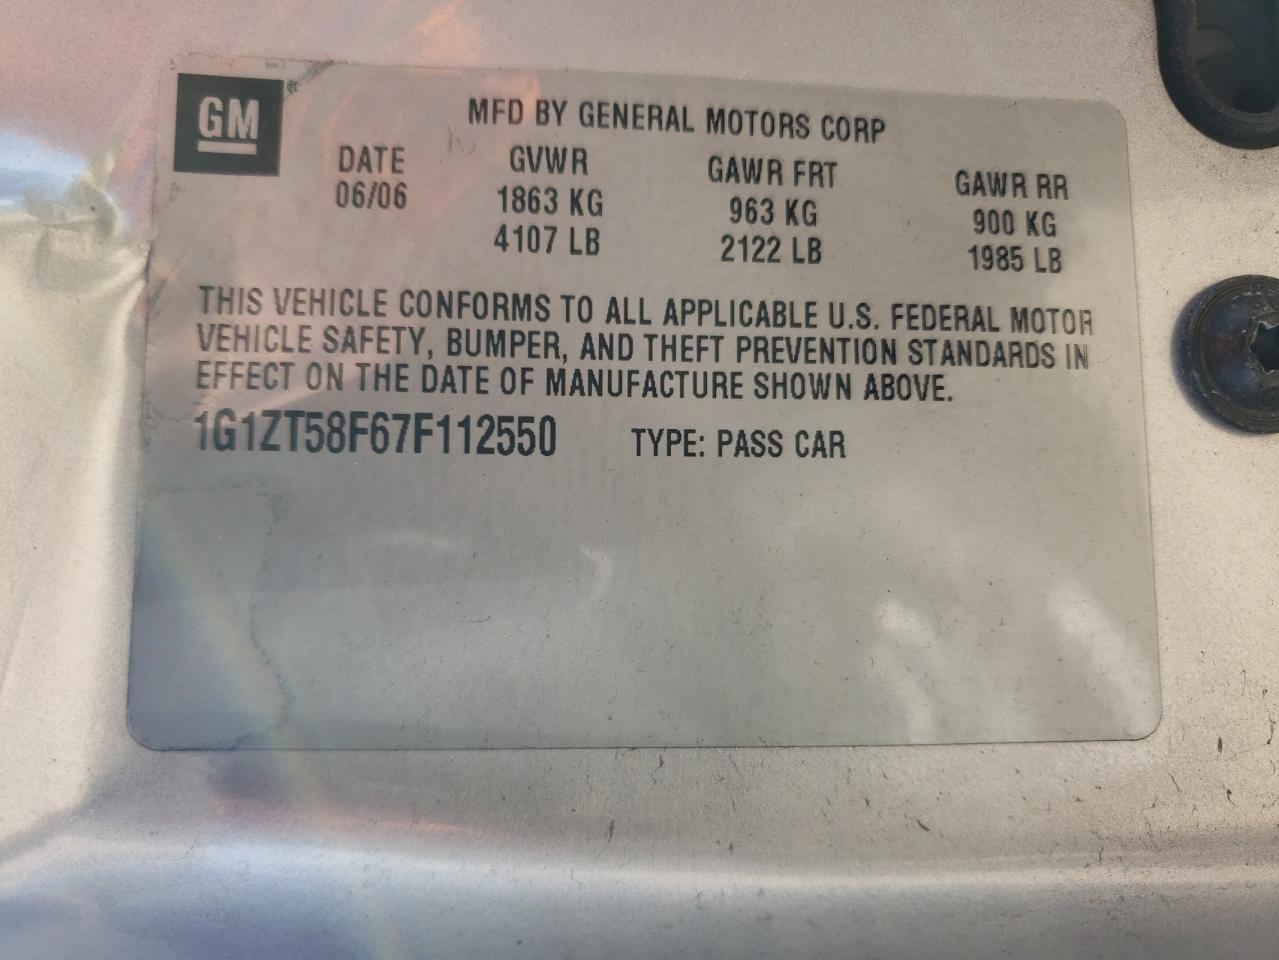 GM
MFD BY GENERAL MOTORS CORP
DATE GVWR GAWR FRT GAWR RR
06/06 1863 KG 963 KG 900 KG
4107 LB 2122 LB 1985 LB
THIS VEHICLE CONFORMS TO ALL APPLICABLE U.S. FEDERAL MOTOR
VEHICLE SAFETY, BUMPER, AND THEFT PREVENTION STANDARDS IN
EFFECT ON THE DATE OF MANUFACTURE SHOWN ABOVE.
1G1ZT58F67F112550 TYPE: PASS CAR